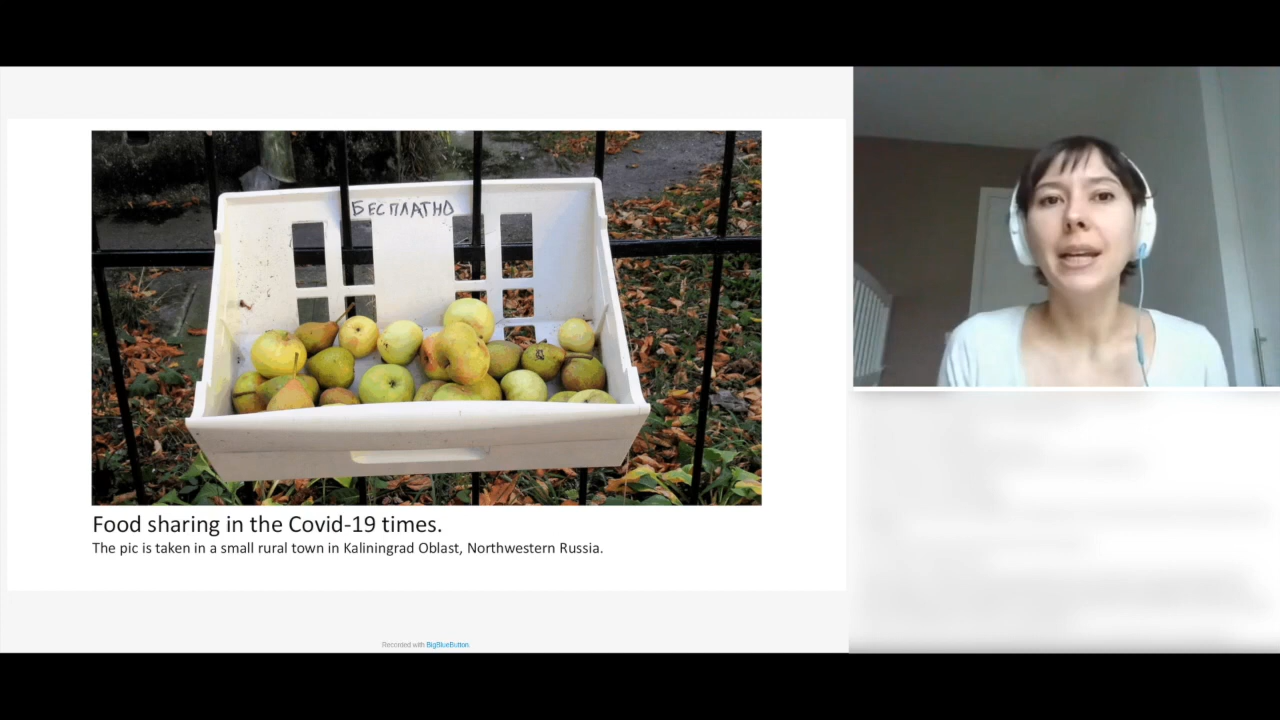 БЕСПЛАТНО
Food sharing in the Covid-19 times.
The pic is taken in a small rural town in Kaliningrad Oblast, Northwestern Russia.
Recorded with BigBlueButton